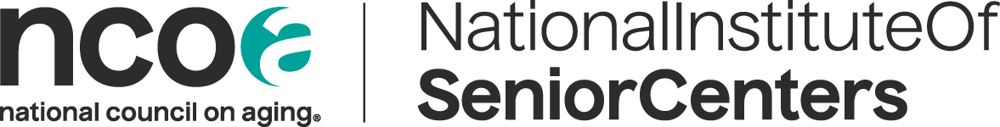 ncoa
national council on aging®
NationalInstituteOf
SeniorCenters